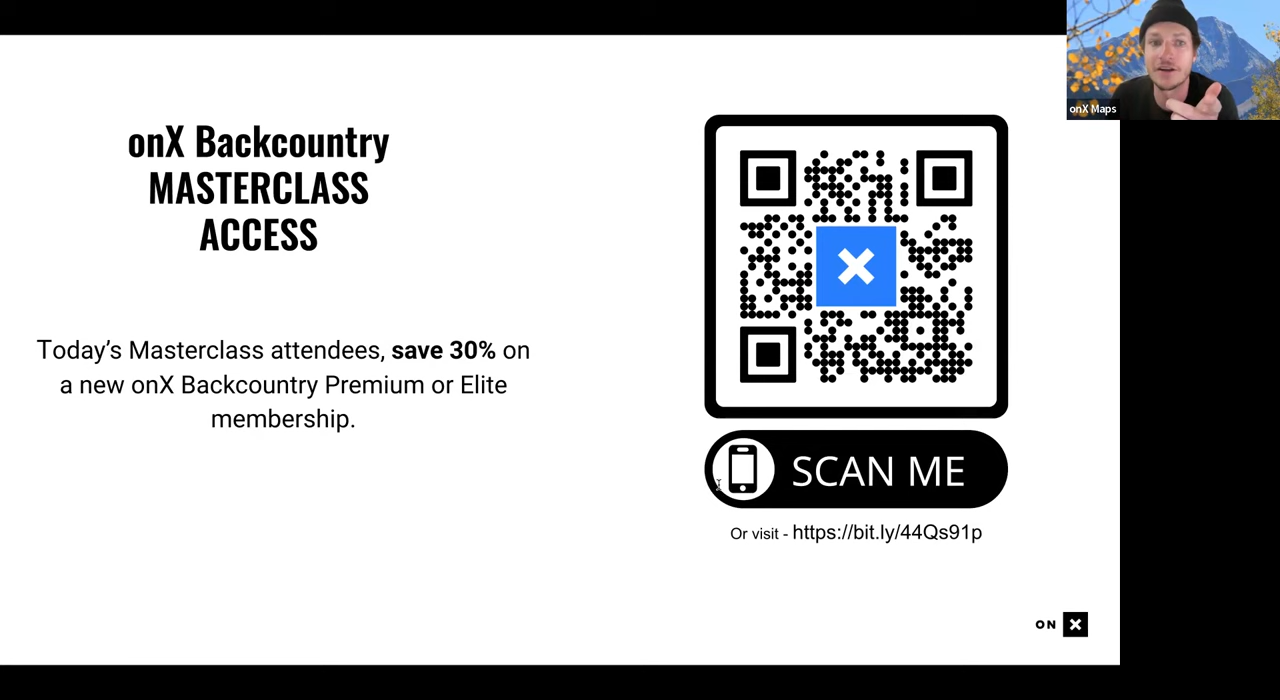 onX Backcountry
MASTERCLASS
ACCESS
Today's Masterclass attendees, save 30% on
a new onX Backcountry Premium or Elite
membership.
SCAN ME
Or visit - https://bit.ly/44Qs91p
ON X
onX Maps